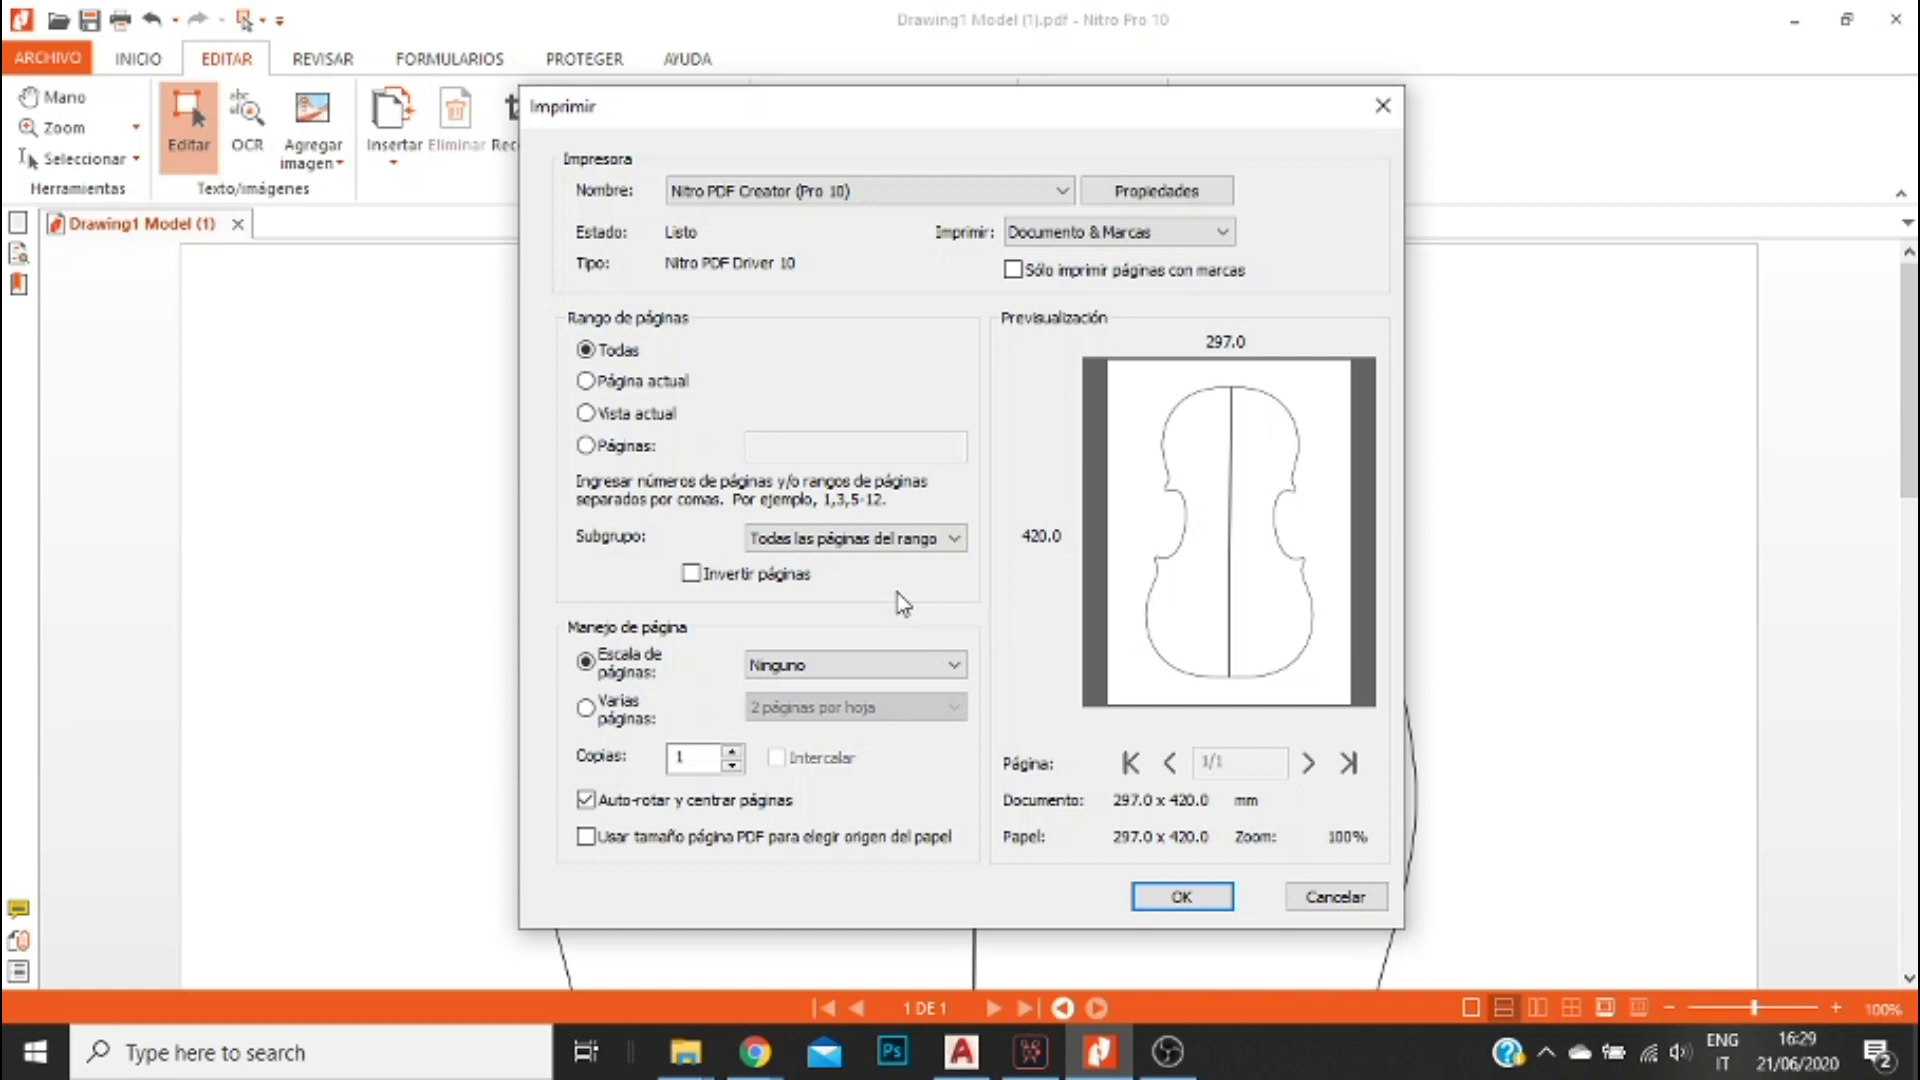 Drawing1 Model (1).pdf - Nitro Pro 10
ARCHIVO INICIO EDITAR REVISAR FORMULARIOS PROTEGER AYUDA
Mano
Zoom
Seleccionar
Herramientas
Editar
OCR
Agregar
imagen
Texto/imágenes
Insertar Eliminar Rec
Drawing1 Model (1)
Imprimir
Impresora
Nombre: Nitro PDF Creator (Pro 10) Propiedades
Estado: Listo Imprimir: Documento & Marcas
Tipo: Nitro PDF Driver 10
Sólo imprimir páginas con marcas
Rango de páginas
Todas
Página actual
Vista actual
Páginas:
Ingresar números de páginas y/o rangos de páginas
separados por comas. Por ejemplo, 1,3,5-12.
Subgrupo: Todas las páginas del rango
Invertir páginas
Manejo de página
Escala de
páginas: Ninguno
Varias
páginas: 2 páginas por hoja
Copias: 1 Intercalar
Auto-rotar y centrar páginas
Usar tamaño página PDF para elegir origen del papel
Previsualización
297.0
420.0
Página: 1/1
Documento: 297.0 x 420.0 mm
Papel: 297.0 x 420.0 Zoom: 100%
OK Cancelar
1 DE 1
100%
Type here to search
Ps
ENG
IT
16:29
21/06/2020
2